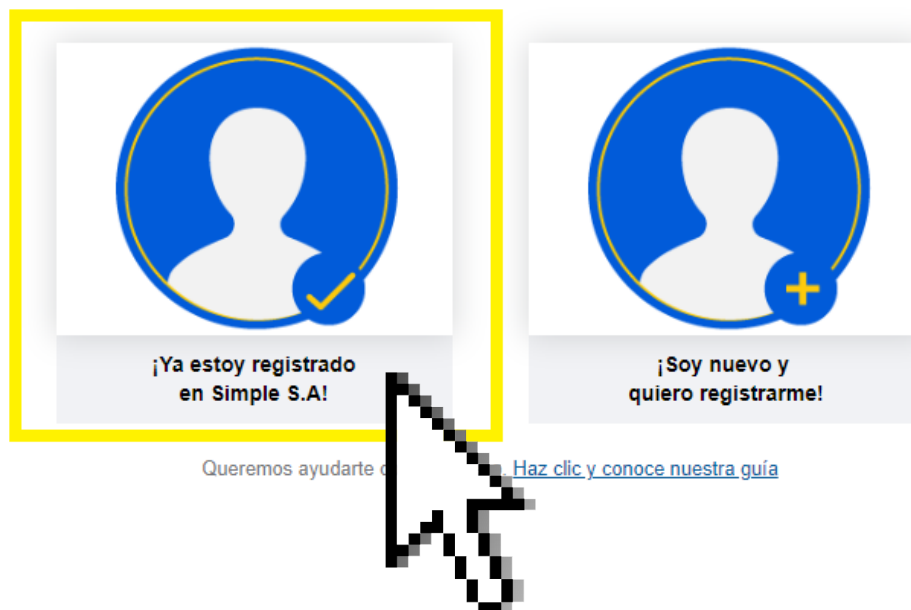 ¡Ya estoy registrado
en Simple S.A!
¡Soy nuevo y
quiero registrarme!
Queremos ayudarte . Haz clic y conoce nuestra guía